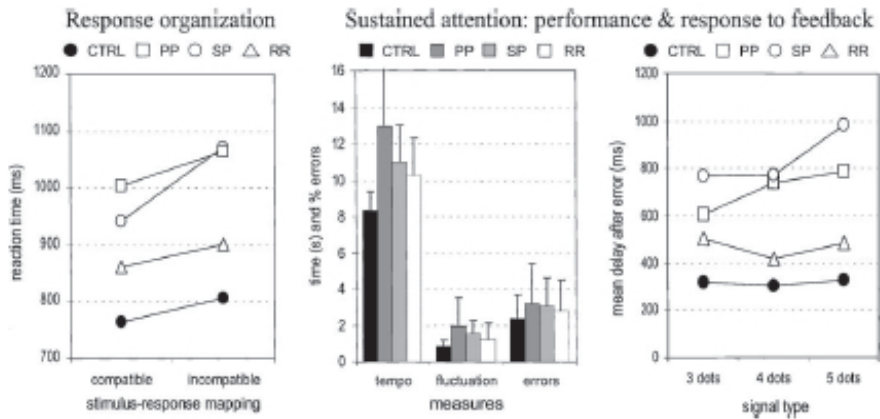 Response organization
CTRL PP SP RR
1200
1100
1000
900
800
700
reaction time (ms)
compatible incompatible
stimulus-response mapping
Sustained attention: performance & response to feedback
CTRL PP SP RR
16
14
12
10
8
6
4
2
0
time (s) and % errors
tempo fluctuation errors
measures
CTRL PP SP RR
1200
1000
800
600
400
200
0
mean delay after error (ms)
3 dots 4 dots 5 dots
signal type